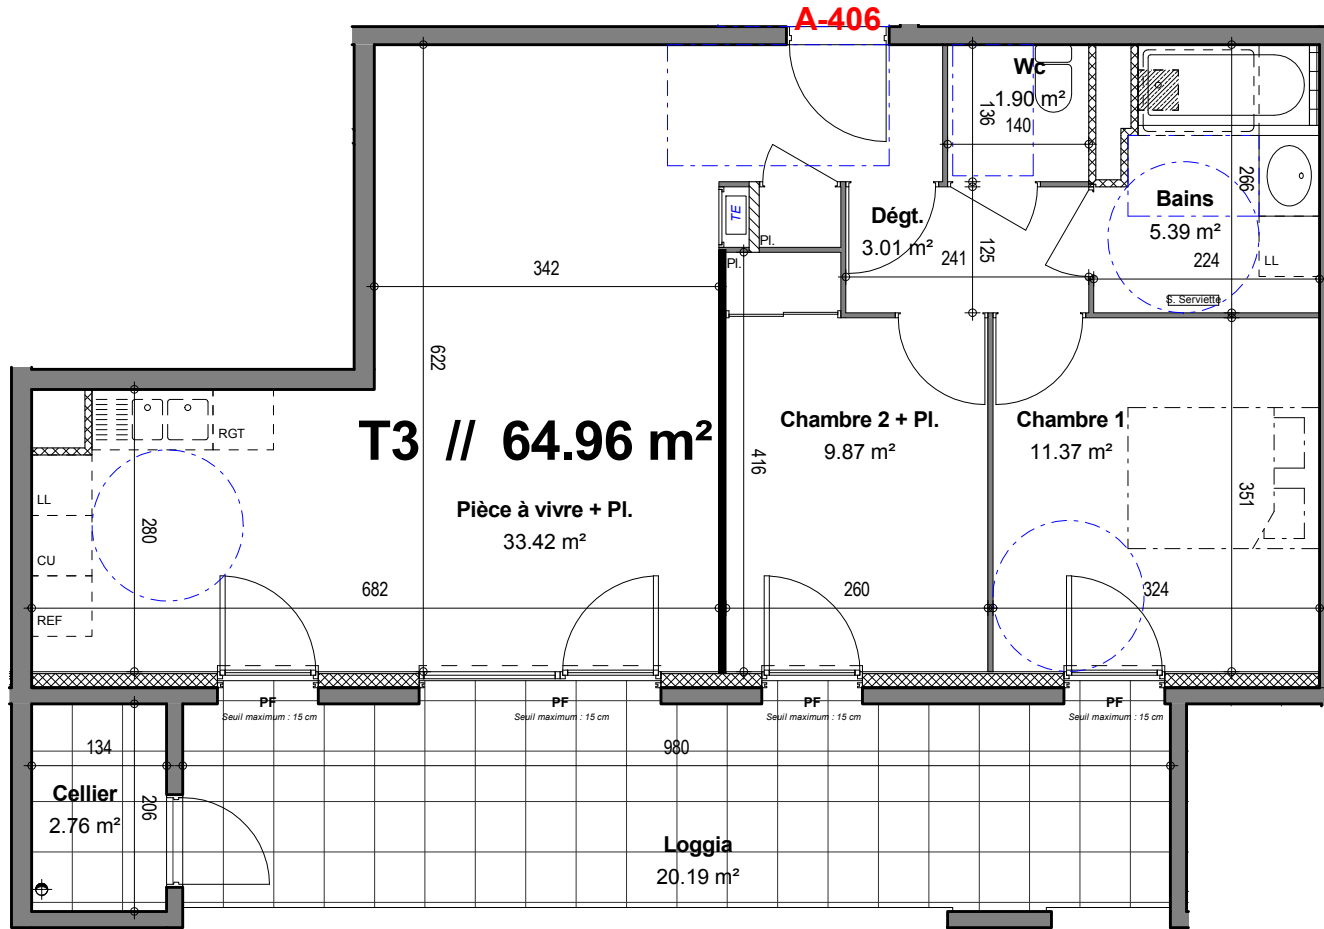 A-406
Wc
1.90 m²
136
140
266
Bains
5.39 m²
224
LL
S. Serviette
TE
Pl.
Pl.
Dégt.
3.01 m²
241
125
342
622
T3 // 64.96 m²
Pièce à vivre + Pl.
33.42 m²
Chambre 2 + Pl.
9.87 m²
416
Chambre 1
11.37 m²
351
RGT
LL
CU
REF
280
682
260
324
PF
Seuil maximum : 15 cm
PF
Seuil maximum : 15 cm
PF
Seuil maximum : 15 cm
PF
Seuil maximum : 15 cm
134
980
Cellier
2.76 m²
206
Loggia
20.19 m²